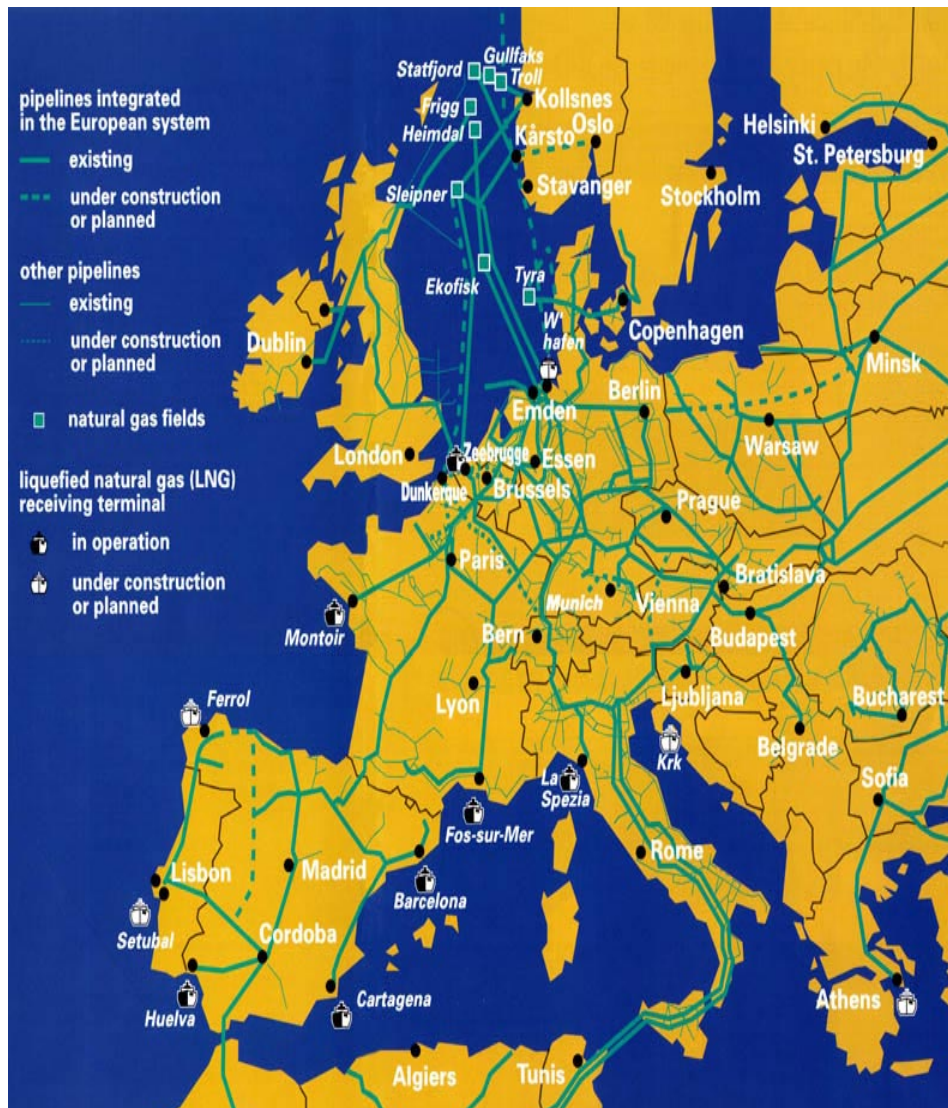 pipelines integrated
in the European system
existing
under construction
or planned
other pipelines
existing
under construction
or planned
natural gas fields
liquefied natural gas (LNG)
receiving terminal
in operation
under construction
or planned
Gullfaks
Statfjord
Troll
Frigg
Kollsnes
Heimdal
Kårsto
Oslo
Helsinki
St. Petersburg
Sleipner
Stavanger
Stockholm
Ekofisk
Tyra
W'
hafen
Copenhagen
Dublin
Minsk
Emden
Berlin
Warsaw
London
Zeebrugge
Essen
Dunkerque
Brussels
Prague
Paris
Bratislava
Munich
Vienna
Montoir
Bern
Budapest
Lyon
Ljubljana
Bucharest
Ferrol
Belgrade
Krk
La
Spezia
Sofia
Fos-sur-Mer
Rome
Lisbon
Madrid
Barcelona
Setubal
Cordoba
Huelva
Cartagena
Athens
Algiers
Tunis